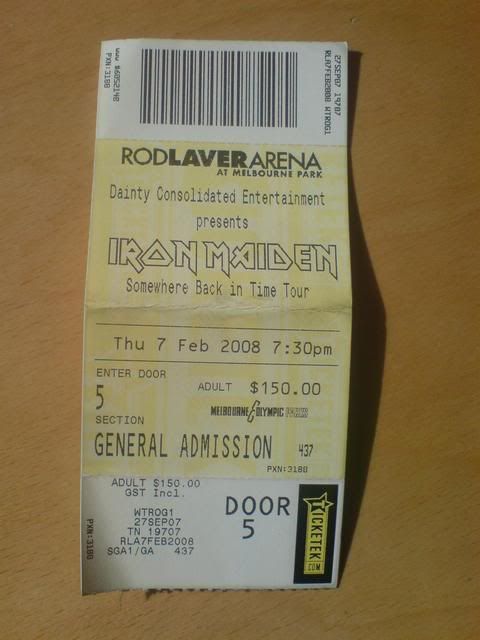 27SEP07 19707
RLA7FEB2008 WTROG1
PXN:3188
RODLAVERARENA
AT MELBOURNE PARK
Dainty Consolidated Entertainment
presents
IRON MAIDEN
Somewhere Back in Time Tour
Thu 7 Feb 2008 7:30pm
ENTER DOOR
5
ADULT $150.00
MELBOURNE OLYMPIC PARKS
SECTION
GENERAL ADMISSION 437
PXN:3188
ADULT $150.00
GST Incl.
WTROG1
27SEP07
TN 19707
RLA7FEB2008
SGA1/GA 437
PXN:3188
DOOR
5
TICKETEK
COM